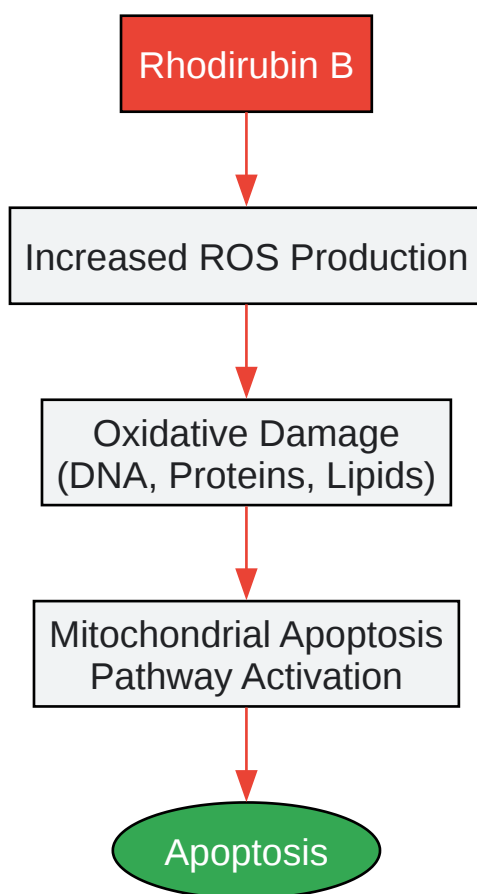 Rhodirubin B
Increased ROS Production
Oxidative Damage
(DNA, Proteins, Lipids)
Mitochondrial Apoptosis
Pathway Activation
Apoptosis